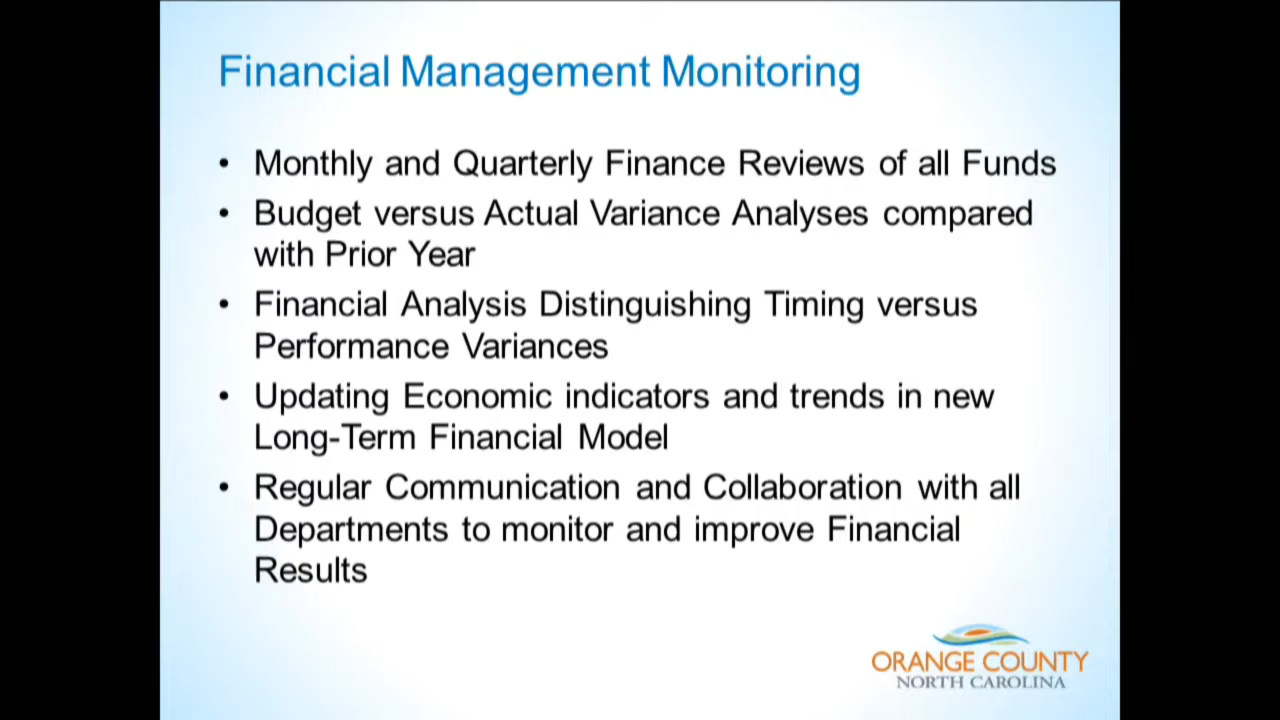 Financial Management Monitoring
• Monthly and Quarterly Finance Reviews of all Funds
• Budget versus Actual Variance Analyses compared
with Prior Year
• Financial Analysis Distinguishing Timing versus
Performance Variances
• Updating Economic indicators and trends in new
Long-Term Financial Model
• Regular Communication and Collaboration with all
Departments to monitor and improve Financial
Results
ORANGE COUNTY
NORTH CAROLINA